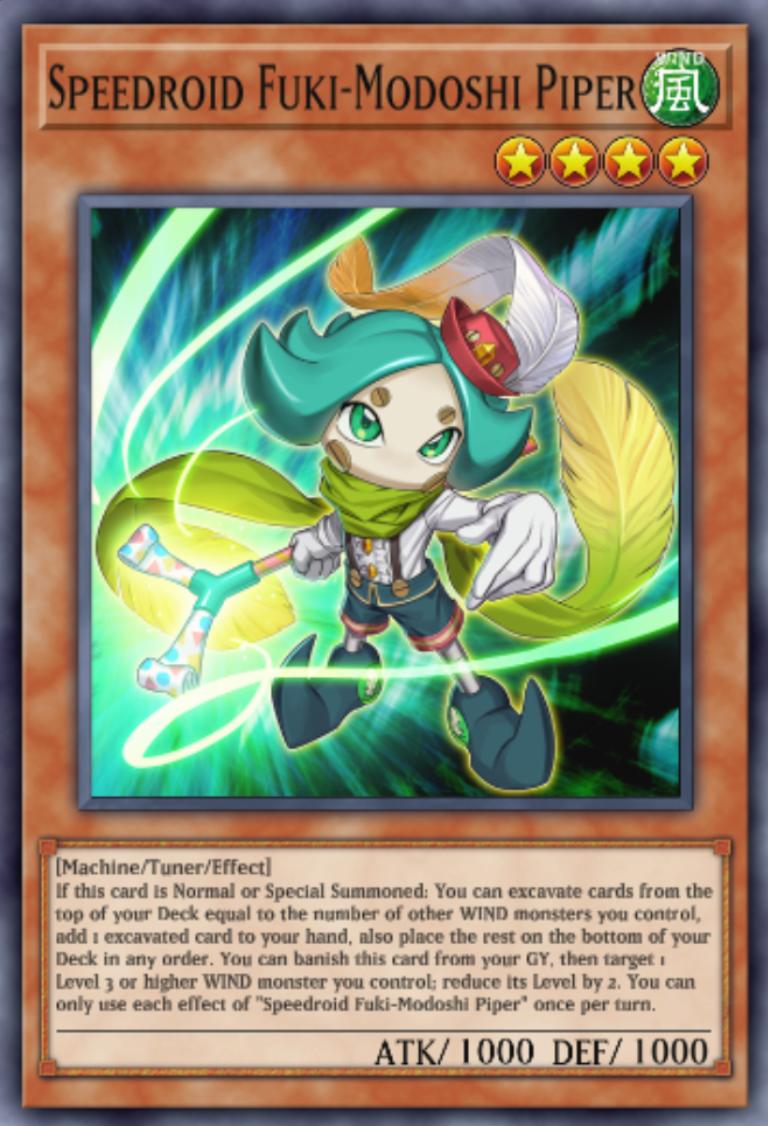 SPEEDROID FUKI-MODOSHI PIPER
WIND
風
[Machine/Tuner/Effect]
If this card is Normal or Special Summoned: You can excavate cards from the
top of your Deck equal to the number of other WIND monsters you control,
add 1 excavated card to your hand, also place the rest on the bottom of your
Deck in any order. You can banish this card from your GY, then target 1
Level 3 or higher WIND monster you control; reduce its Level by 2. You can
only use each effect of "Speedroid Fuki-Modoshi Piper" once per turn.
ATK/ 1000 DEF/ 1000